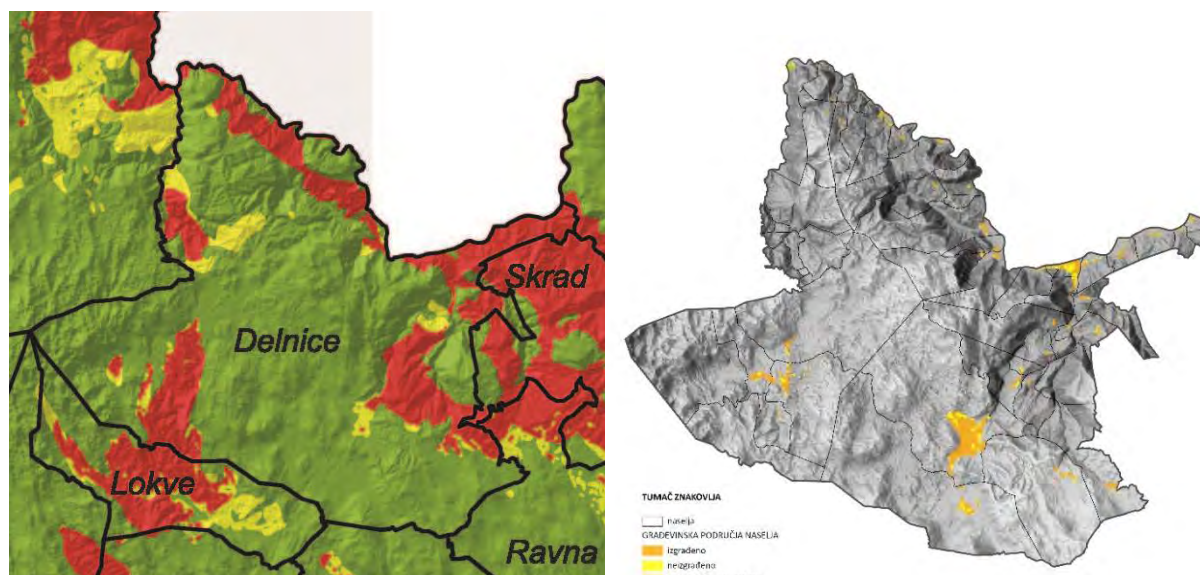 Skrad
Delnice
Lokve
Ravna
TUMAČ ZNAKOVLJA
naselja
GRAĐEVINSKA PODRUČJA NASELJA
izgrađeno
neizgrađeno